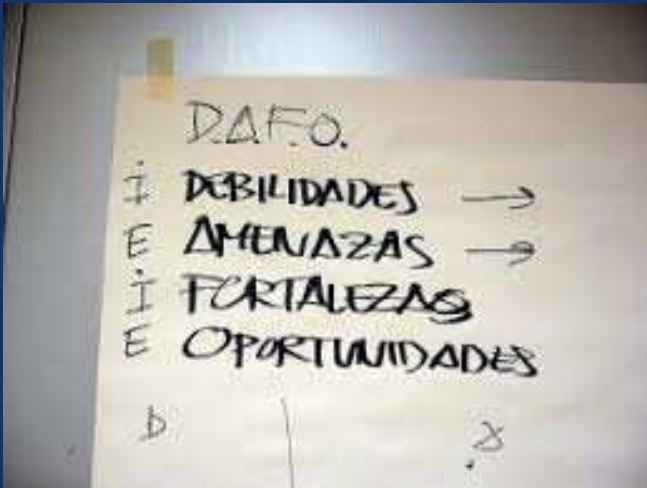 D.A.F.O.
I DEBILIDADES →
E AMENAZAS →
I FORTALEZAS
E OPORTUNIDADES
D